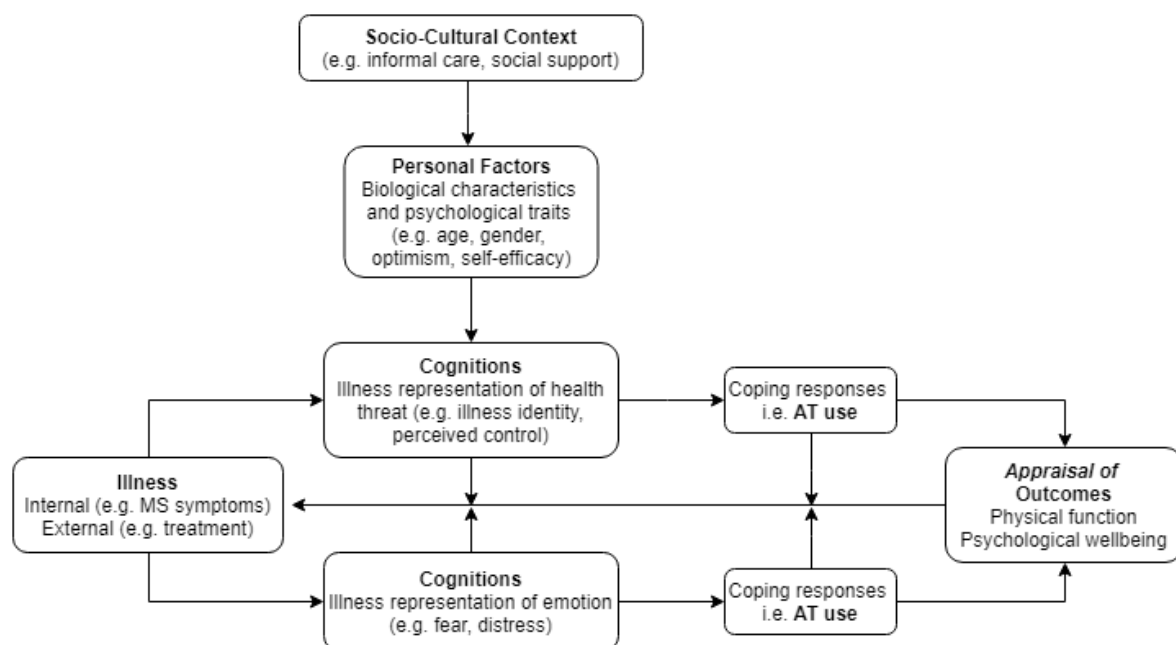 Socio-Cultural Context
(e.g. informal care, social support)
Personal Factors
Biological characteristics
and psychological traits
(e.g. age, gender,
optimism, self-efficacy)
Cognitions
Illness representation of health
threat (e.g. illness identity,
perceived control)
Coping responses
i.e. AT use
Illness
Internal (e.g. MS symptoms)
External (e.g. treatment)
Appraisal of
Outcomes
Physical function
Psychological wellbeing
Cognitions
Illness representation of emotion
(e.g. fear, distress)
Coping responses
i.e. AT use